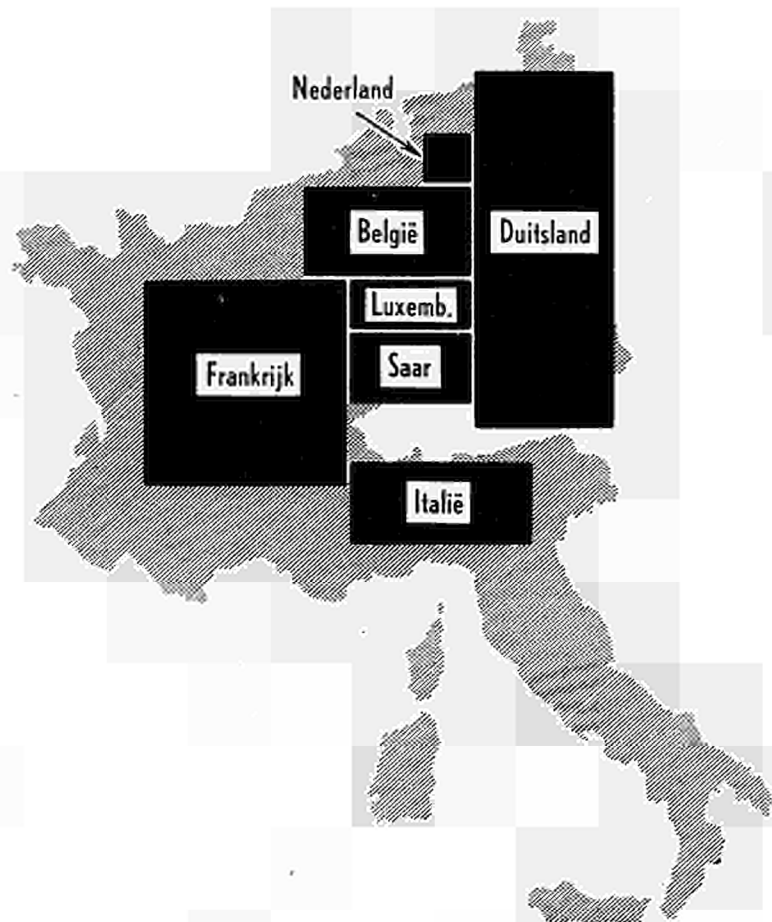 Nederland
België
Duitsland
Luxemb.
Frankrijk
Saar
Italië